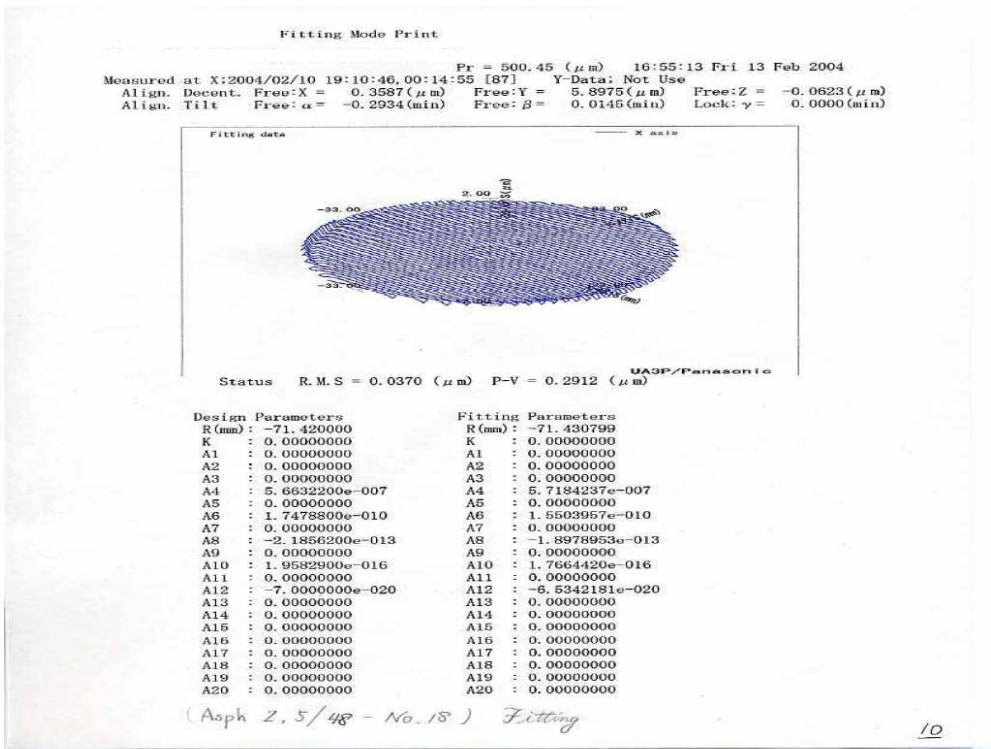 Fitting Mode Print
Pr = 500.45 (μm) 16:55:13 Fri 13 Feb 2004
Measured at X:2004/02/10 19:10:46,00:14:55 [87] Y-Data: Not Use
Align. Decent. Free:X = 0.3587(μm) Free:Y = 5.8975(μm) Free:Z = -0.0623(μm)
Align. Tilt Free:α= -0.2934(min) Free:β= 0.0145(min) Lock:γ= 0.0000(min)
Fitting data X axis
2.00 S(μm)
-33.00
-33.00
(mm)
UA3P/Panasonic
Status R.M.S = 0.0370 (μm) P-V = 0.2912 (μm)
Design Parameters Fitting Parameters
R(mm): -71.420000 R(mm): -71.430799
K : 0.00000000 K : 0.00000000
A1 : 0.00000000 A1 : 0.00000000
A2 : 0.00000000 A2 : 0.00000000
A3 : 0.00000000 A3 : 0.00000000
A4 : 5.6632200e-007 A4 : 5.7184237e-007
A5 : 0.00000000 A5 : 0.00000000
A6 : 1.7478800e-010 A6 : 1.5503957e-010
A7 : 0.00000000 A7 : 0.00000000
A8 : -2.1856200e-013 A8 : -1.8978953e-013
A9 : 0.00000000 A9 : 0.00000000
A10 : 1.9582900e-016 A10 : 1.7664420e-016
A11 : 0.00000000 A11 : 0.00000000
A12 : -7.0000000e-020 A12 : -6.5342181e-020
A13 : 0.00000000 A13 : 0.00000000
A14 : 0.00000000 A14 : 0.00000000
A15 : 0.00000000 A15 : 0.00000000
A16 : 0.00000000 A16 : 0.00000000
A17 : 0.00000000 A17 : 0.00000000
A18 : 0.00000000 A18 : 0.00000000
A19 : 0.00000000 A19 : 0.00000000
A20 : 0.00000000 A20 : 0.00000000
(Asph 2,5/48 - No.18) Fitting
10